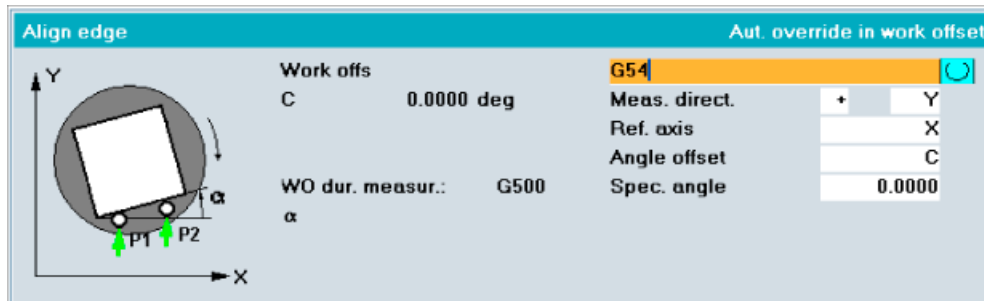 Align edge Aut. override in work offset
Y Work offs G54
C 0.0000 deg Meas. direct. + Y
Ref. axis X
Angle offset C
α WO dur. measur.: G500 Spec. angle 0.0000
α
P1 P2
X